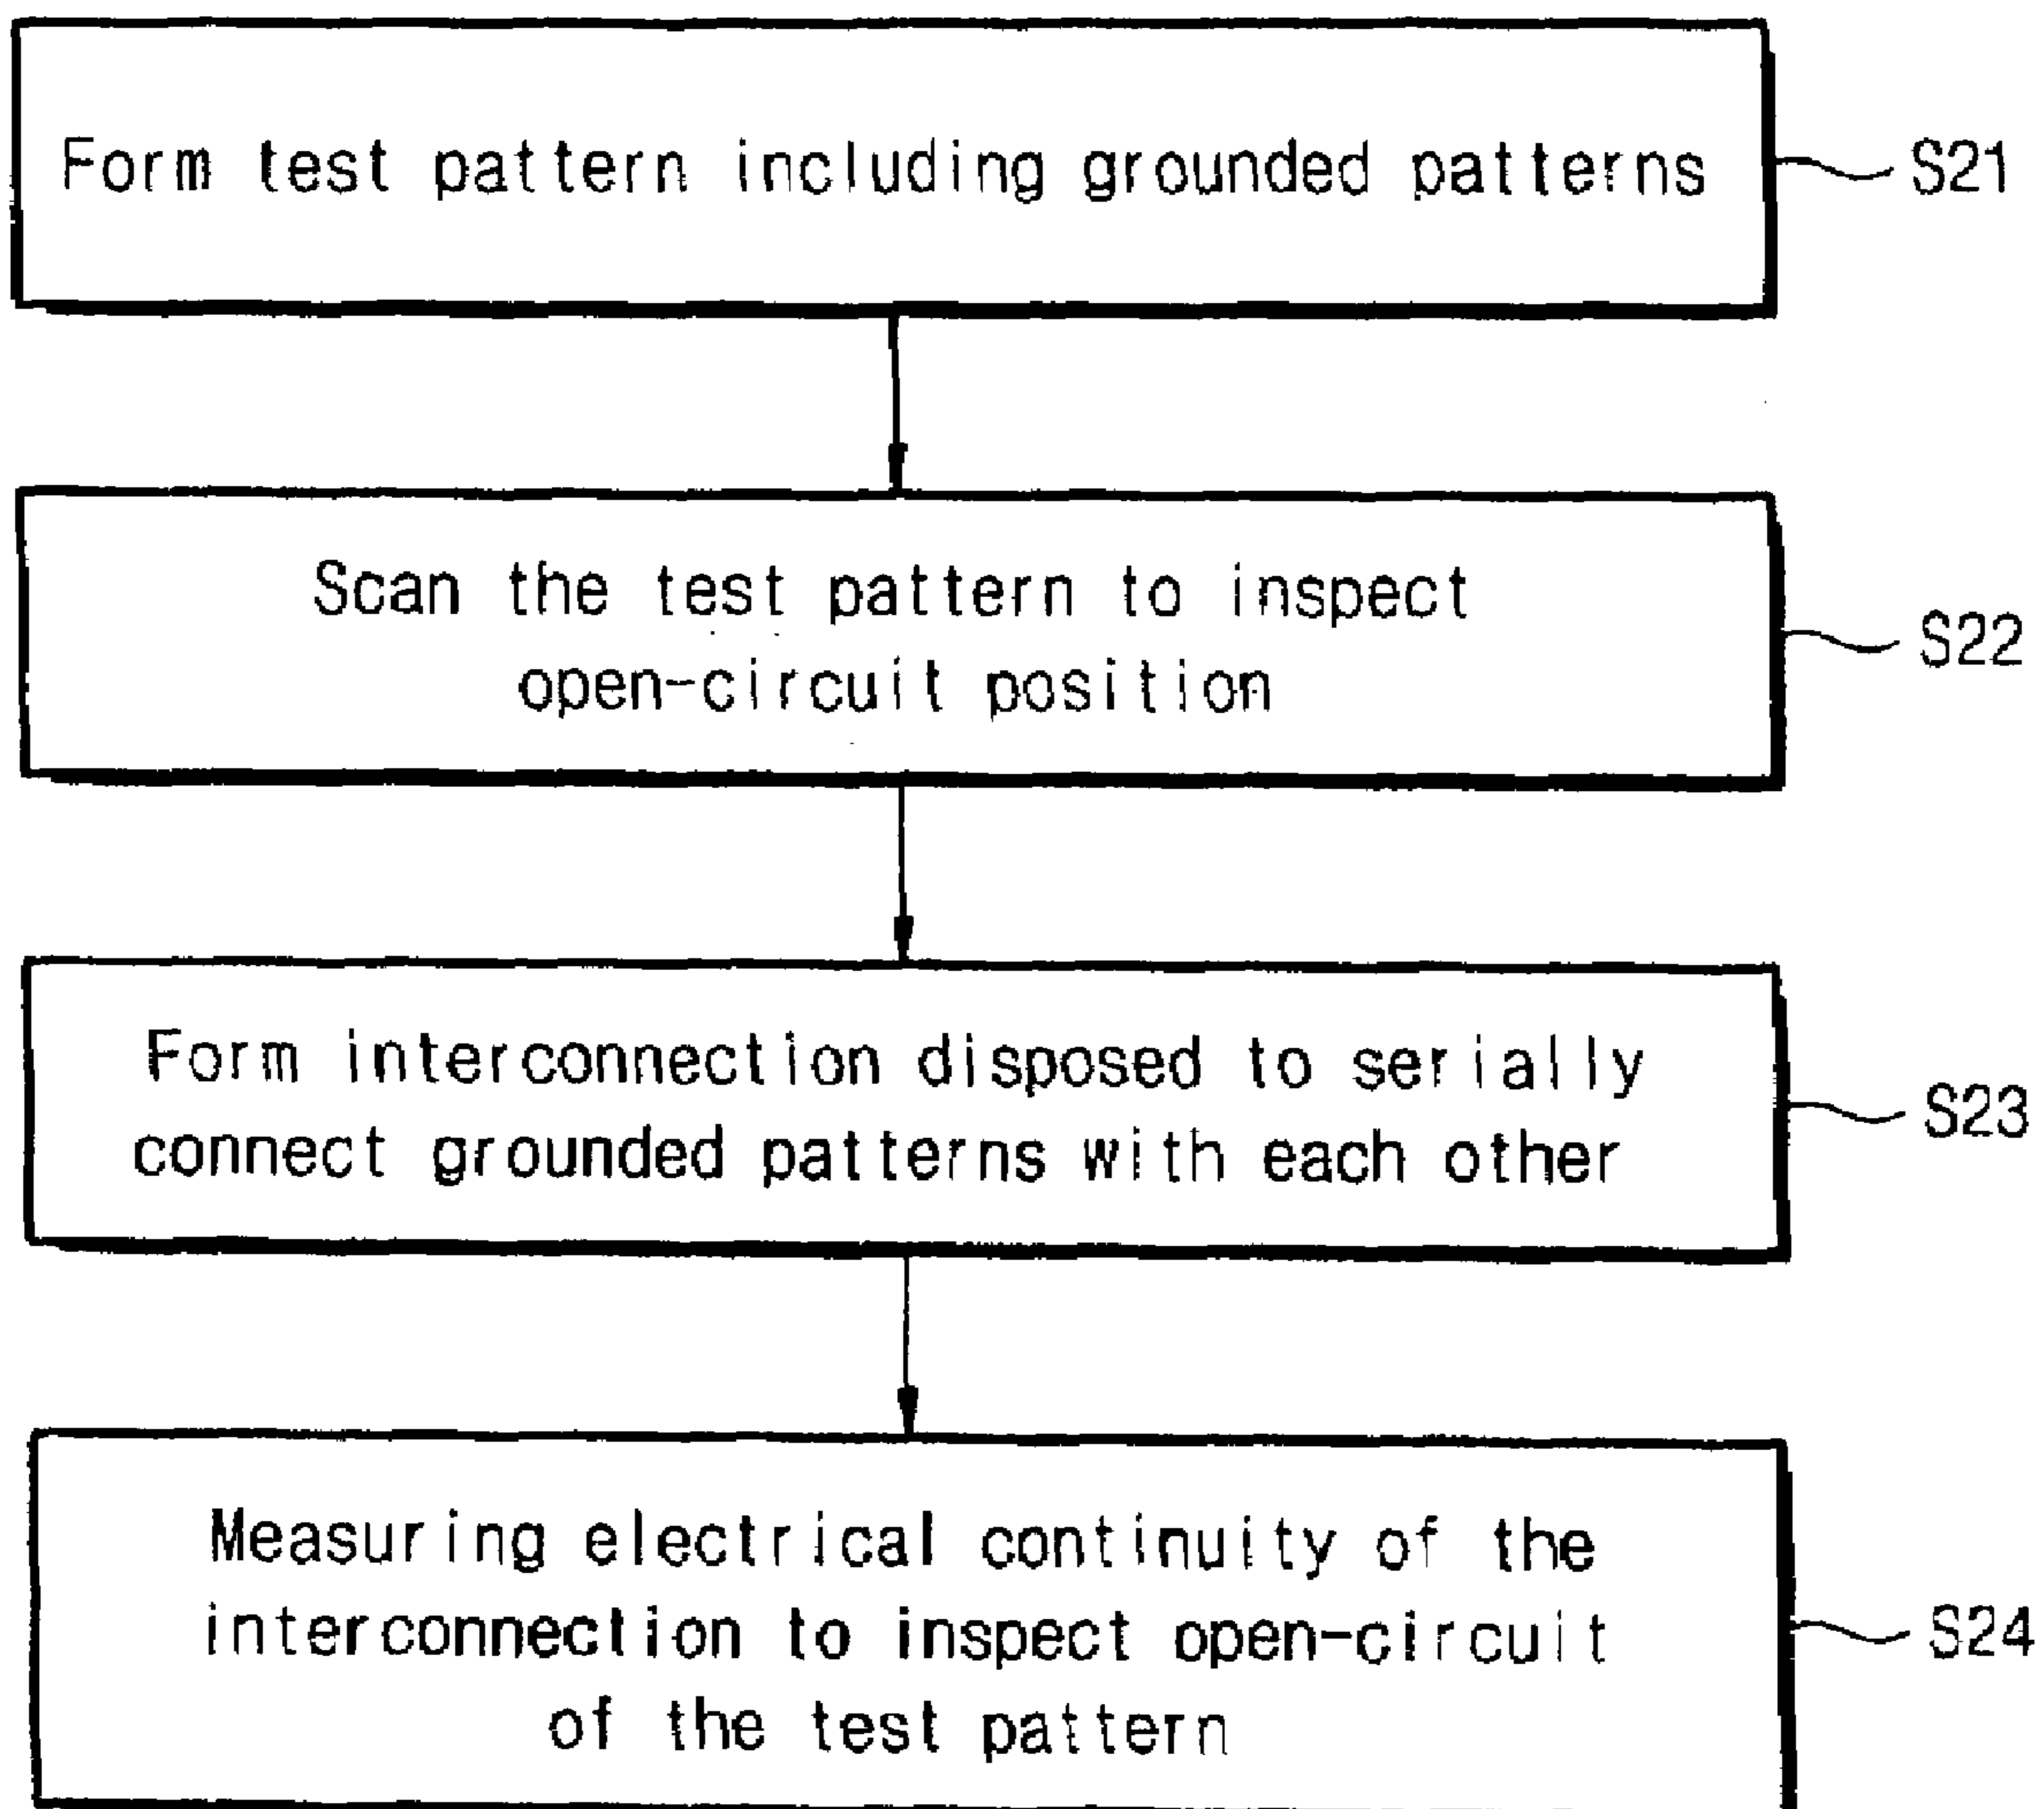 Form test pattern including grounded patterns
S21
Scan the test pattern to inspect
open-circuit position
S22
Form interconnection disposed to serially
connect grounded patterns with each other
S23
Measuring electrical continuity of the
interconnection to inspect open-circuit
of the test pattern
S24